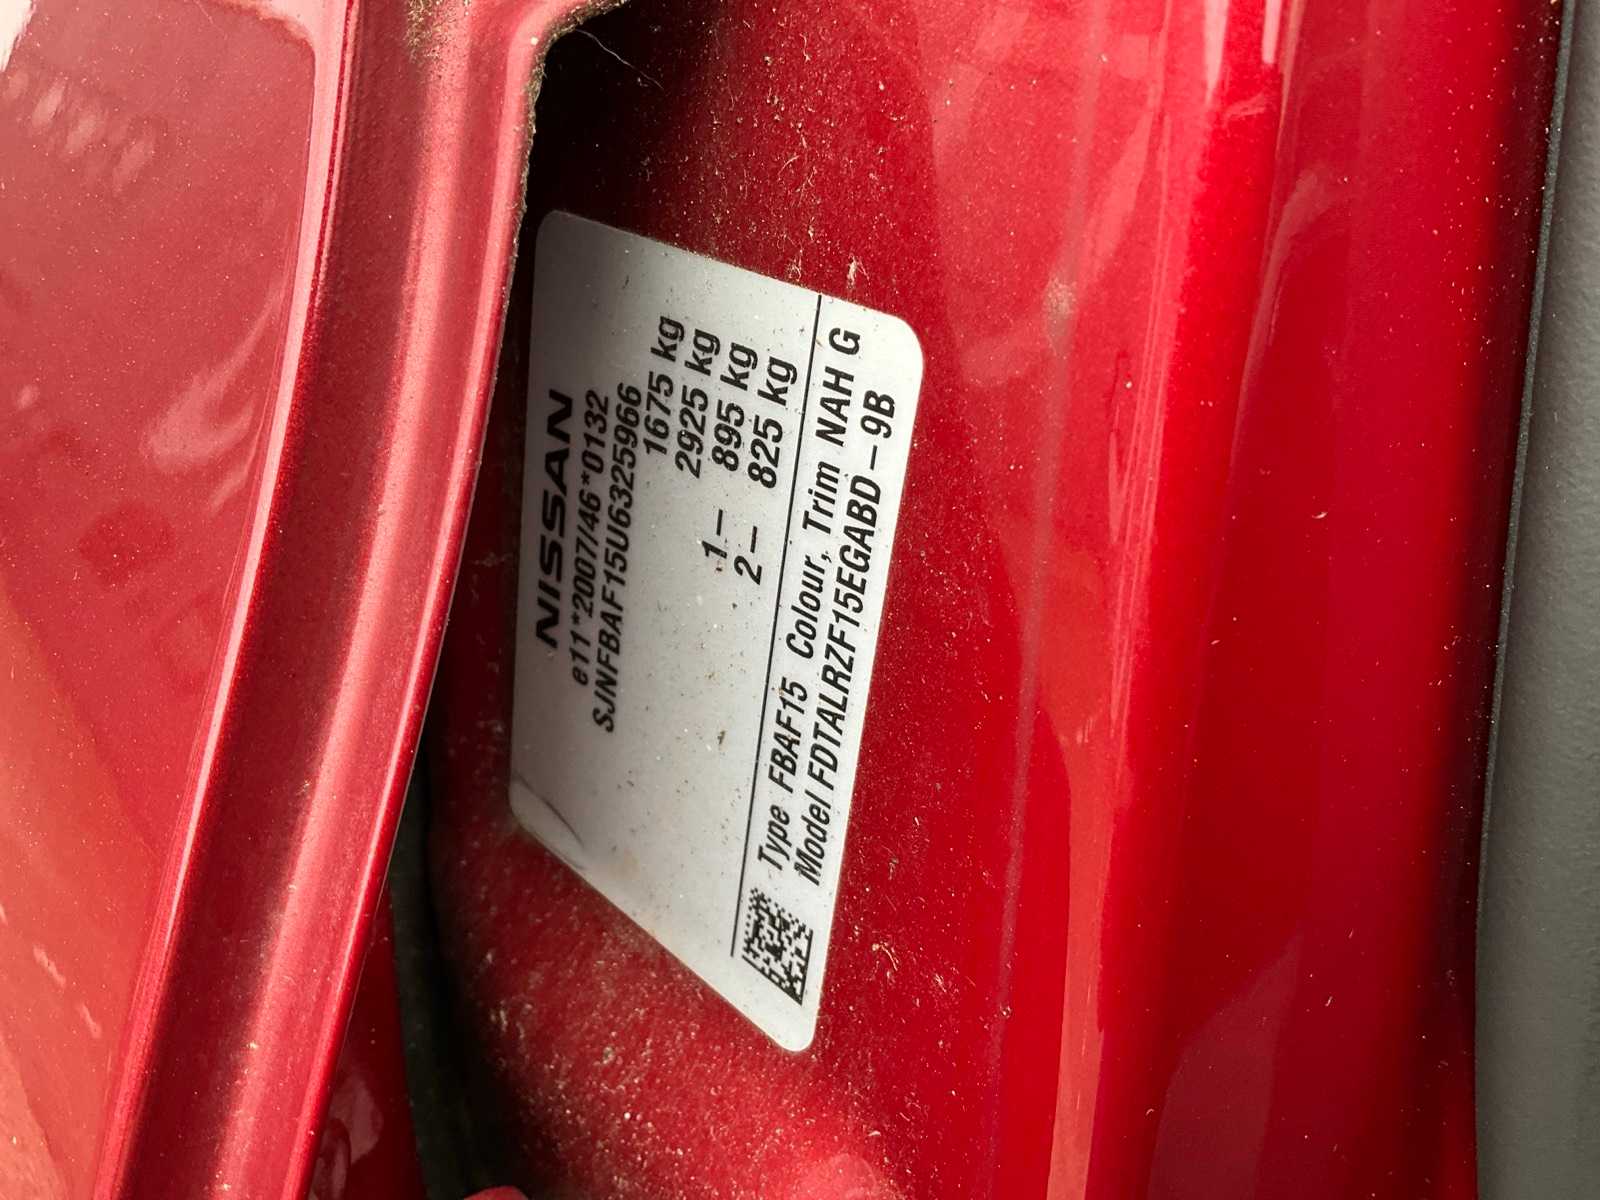 NISSAN
e11*2007/46*0132
SJNFBAF15U6325966
1675 kg
2925 kg
1– 895 kg
2– 825 kg
Type FBAF15 Colour, Trim NAH G
Model FDTALRZF15EGABD–9B